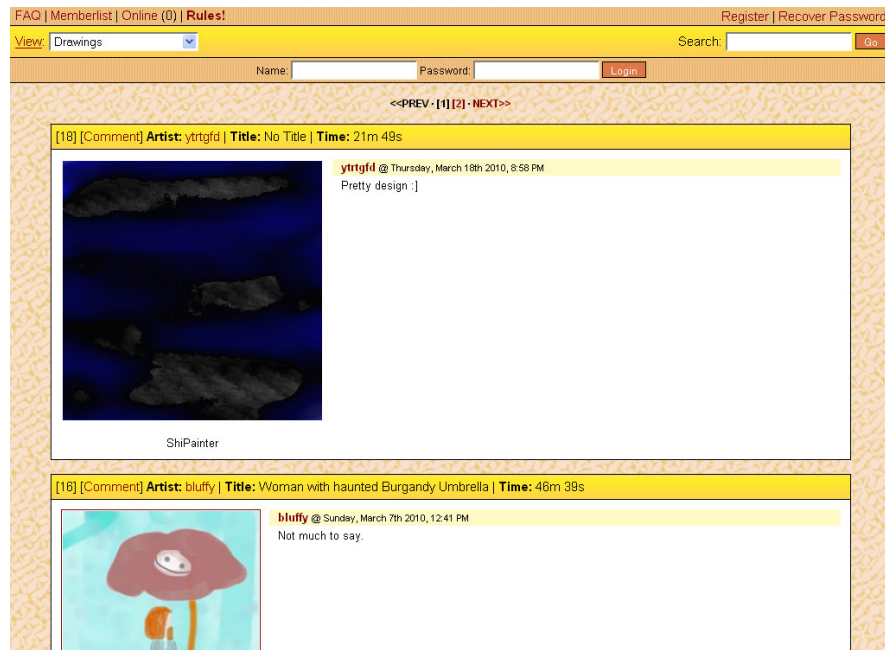 FAQ | Memberlist | Online (0) | Rules!
Register | Recover Password
View: Drawings
Search: Go
Name: Password: Login
<<PREV · [1] [2] · NEXT>>
[18] [Comment] Artist: ytrtgfd | Title: No Title | Time: 21m 49s
ytrtgfd @ Thursday, March 18th 2010, 8:58 PM
Pretty design :]
ShiPainter
[16] [Comment] Artist: bluffy | Title: Woman with haunted Burgandy Umbrella | Time: 46m 39s
bluffy @ Sunday, March 7th 2010, 12:41 PM
Not much to say.